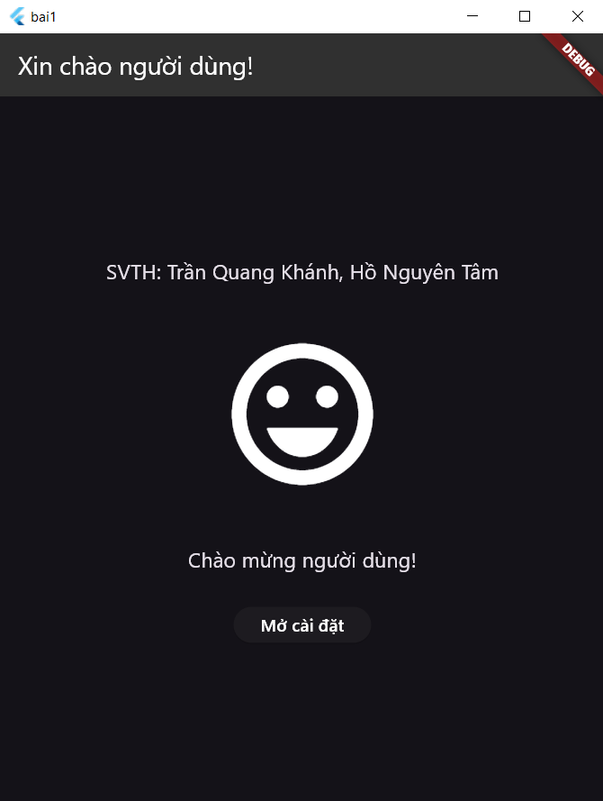 bai1
Xin chào người dùng!
DEBUG
SVTH: Trần Quang Khánh, Hồ Nguyên Tâm
Chào mừng người dùng!
Mở cài đặt